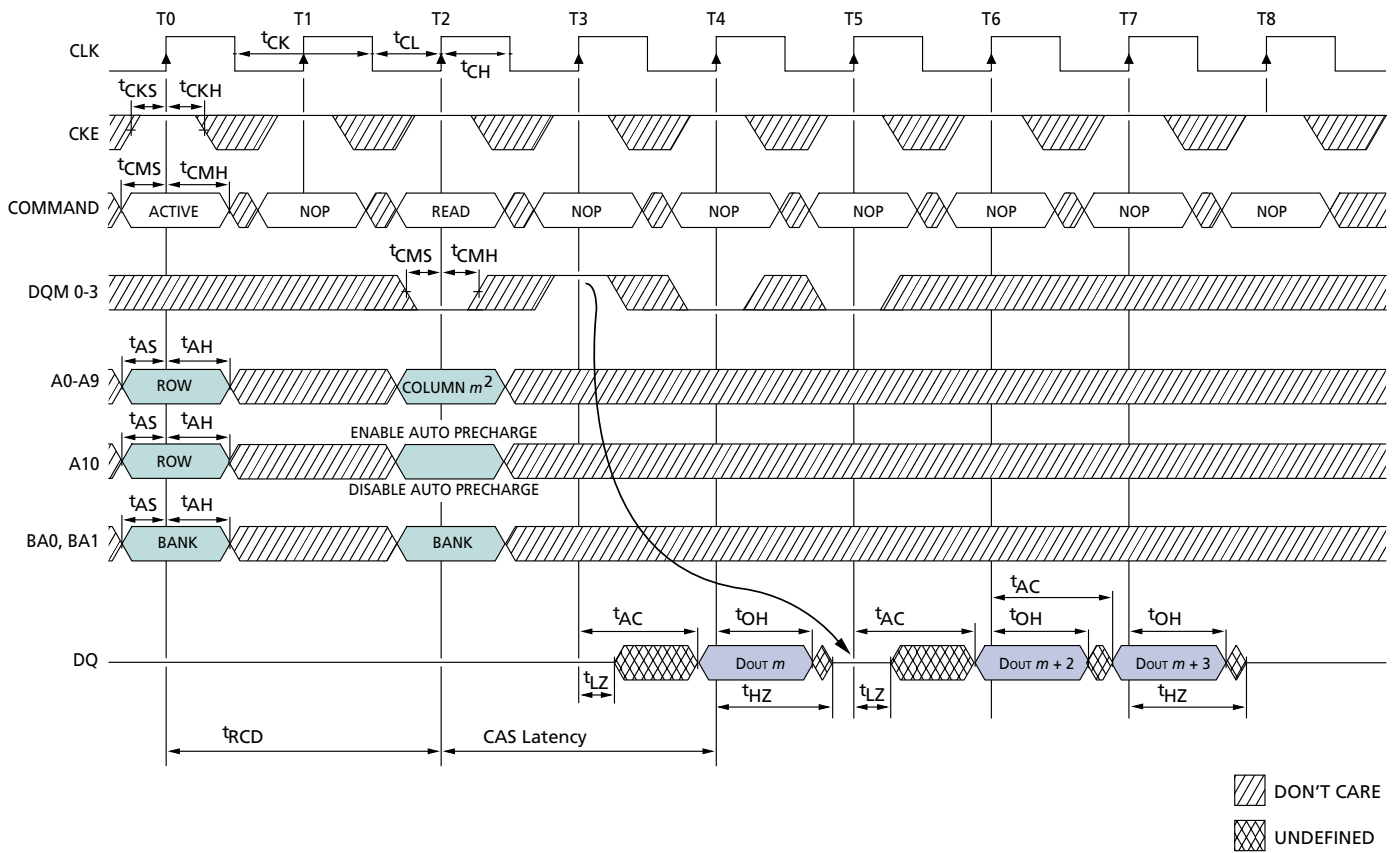 T0 T1 T2 T3 T4 T5 T6 T7 T8
CLK
tCK tCL
tCH
tCKS tCKH
CKE
tCMS tCMH
COMMAND ACTIVE NOP READ NOP NOP NOP NOP NOP NOP
tCMS tCMH
DQM 0-3
tAS tAH
A0-A9 ROW COLUMN m2
tAS tAH ENABLE AUTO PRECHARGE
A10 ROW
DISABLE AUTO PRECHARGE
tAS tAH
BA0, BA1 BANK BANK
tAC
tAC tOH tAC tOH tOH
DQ DOUT m DOUT m + 2 DOUT m + 3
tLZ tHZ tLZ tHZ
tRCD CAS Latency
DON'T CARE
UNDEFINED